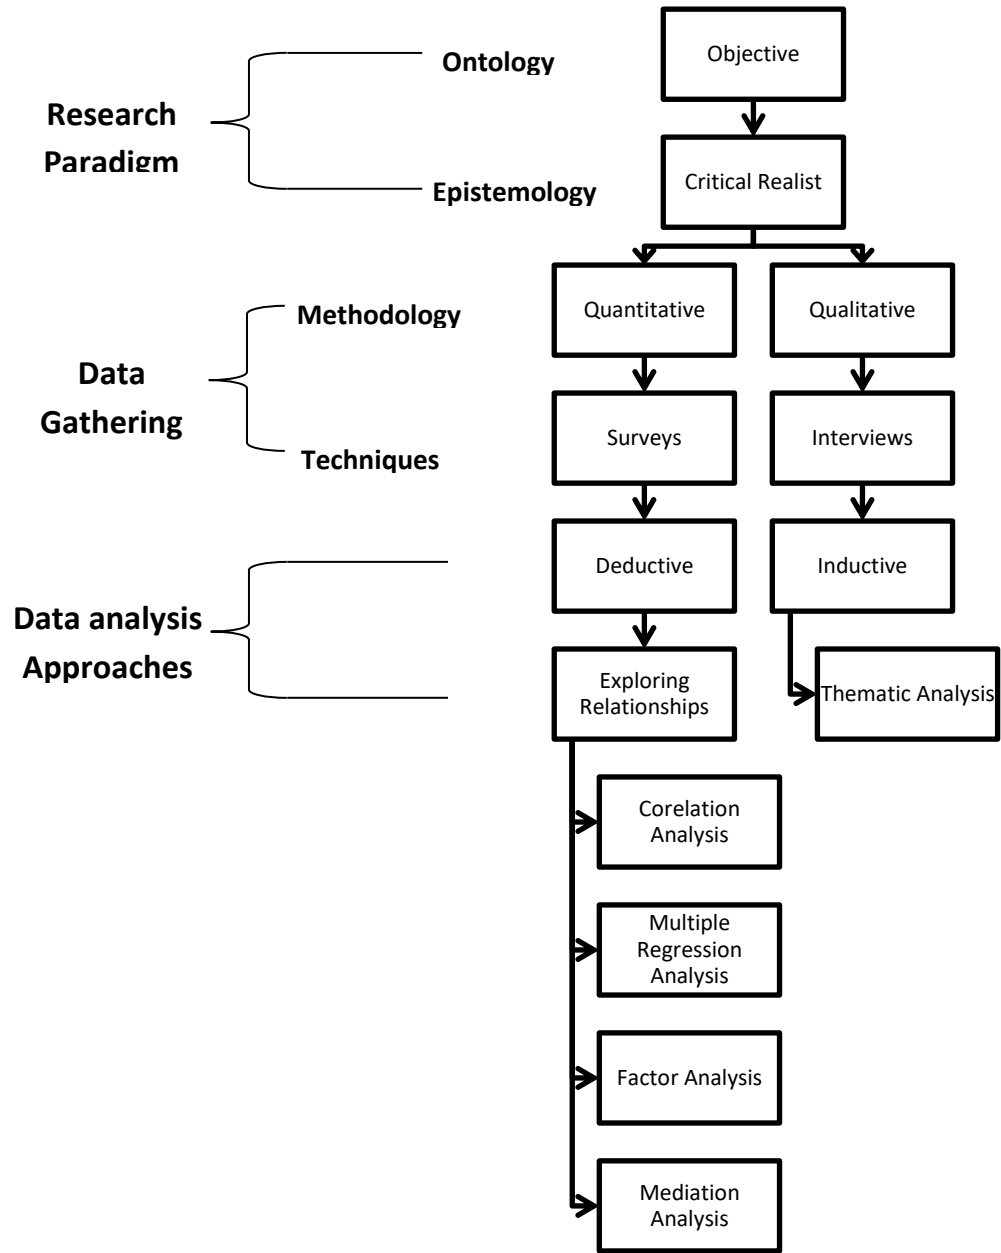 Ontology
Objective
Research
Paradigm
Epistemology
Critical Realist
Methodology
Quantitative
Qualitative
Data
Gathering
Techniques
Surveys
Interviews
Data analysis
Approaches
Deductive
Inductive
Exploring
Relationships
Thematic Analysis
Corelation
Analysis
Multiple
Regression
Analysis
Factor Analysis
Mediation
Analysis